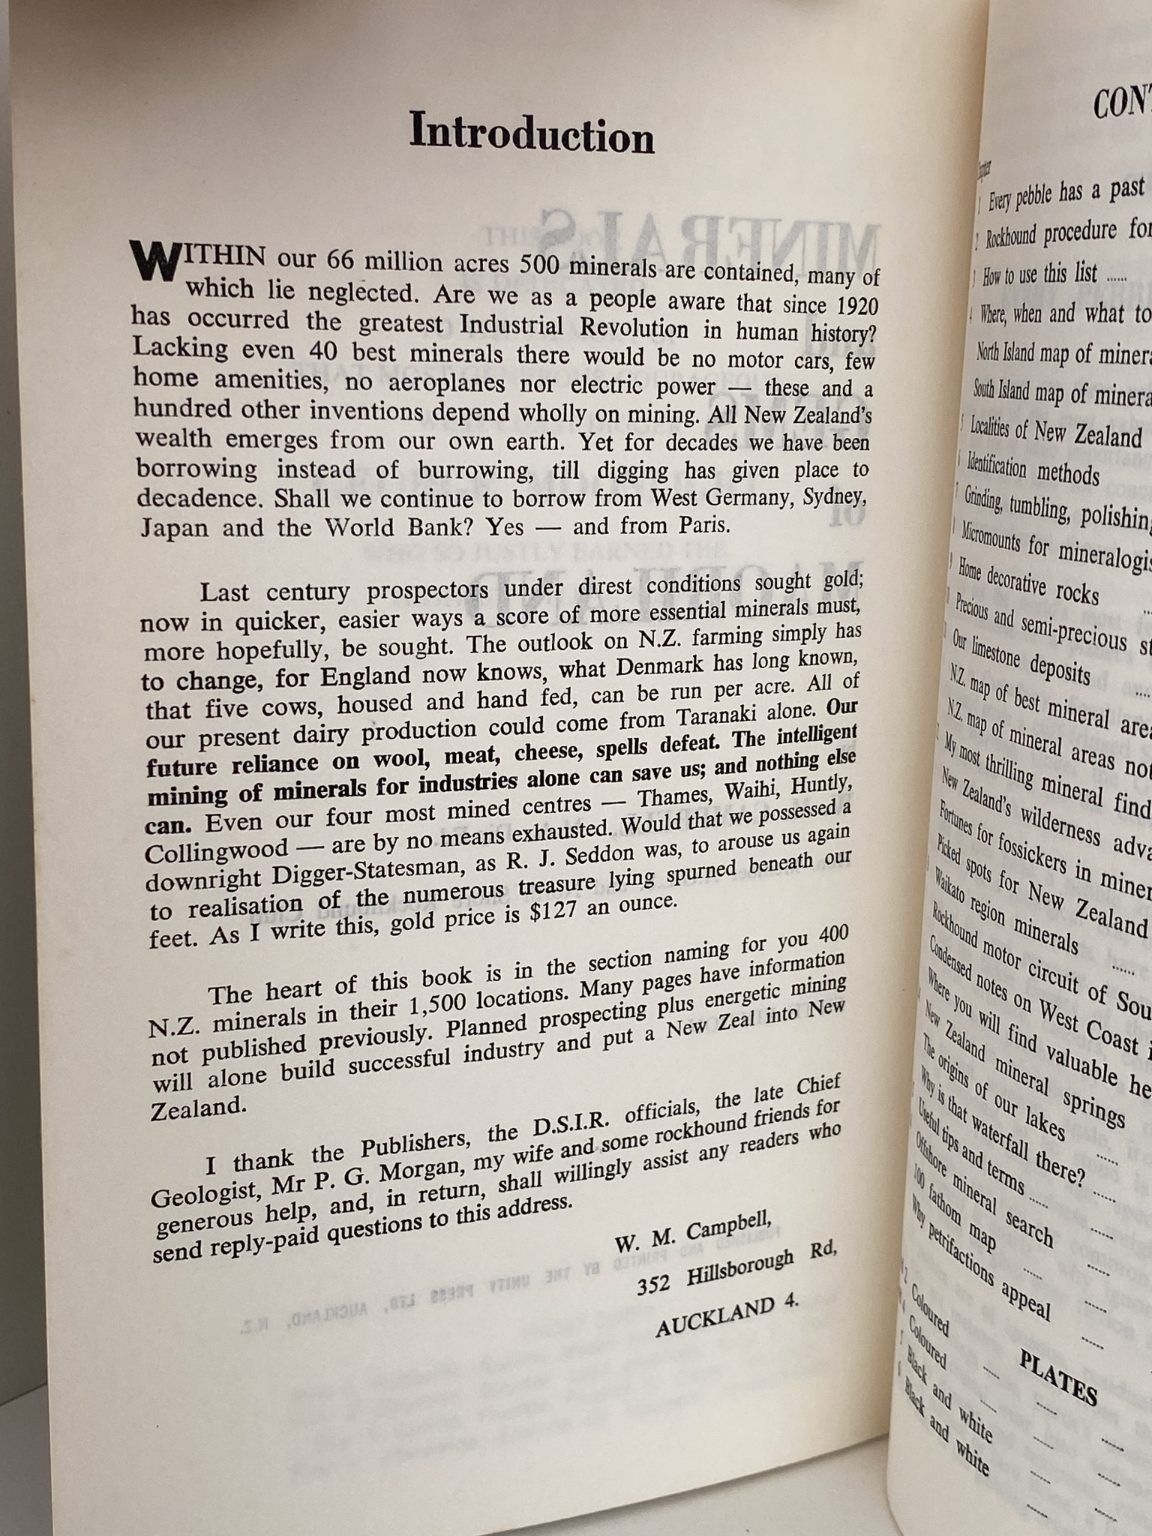 Introduction
WITHIN our 66 million acres 500 minerals are contained, many of
which lie neglected. Are we as a people aware that since 1920
has occurred the greatest Industrial Revolution in human history?
Lacking even 40 best minerals there would be no motor cars, few
home amenities, no aeroplanes nor electric power — these and a
hundred other inventions depend wholly on mining. All New Zealand's
wealth emerges from our own earth. Yet for decades we have been
borrowing instead of burrowing, till digging has given place to
decadence. Shall we continue to borrow from West Germany, Sydney,
Japan and the World Bank? Yes — and from Paris.
Last century prospectors under direst conditions sought gold;
now in quicker, easier ways a score of more essential minerals must,
more hopefully, be sought. The outlook on N.Z. farming simply has
to change, for England now knows, what Denmark has long known,
that five cows, housed and hand fed, can be run per acre. All of
our present dairy production could come from Taranaki alone. Our
future reliance on wool, meat, cheese, spells defeat. The intelligent
mining of minerals for industries alone can save us; and nothing else
can. Even our four most mined centres — Thames, Waihi, Huntly,
Collingwood — are by no means exhausted. Would that we possessed a
downright Digger-Statesman, as R. J. Seddon was, to arouse us again
to realisation of the numerous treasure lying spurned beneath our
feet. As I write this, gold price is $127 an ounce.
The heart of this book is in the section naming for you 400
N.Z. minerals in their 1,500 locations. Many pages have information
not published previously. Planned prospecting plus energetic mining
will alone build successful industry and put a New Zeal into New
Zealand.
I thank the Publishers, the D.S.I.R. officials, the late Chief
Geologist, Mr P. G. Morgan, my wife and some rockhound friends for
generous help, and, in return, shall willingly assist any readers who
send reply-paid questions to this address.
W. M. Campbell,
352 Hillsborough Rd,
AUCKLAND 4.
Every pebble has a past
Rockhound procedure for
How to use this list ......
Where, when and what to
North Island map of
South Island map of
Localities of New Zealand
Identification methods
Grinding, tumbling,
Micromounts for
Home decorative rocks
Precious and semi-precious
Our limestone deposits ....
N.Z. map of best mineral
N.Z. map of mineral areas
My most thrilling mineral
New Zealand's wilderness
Fortunes for fossickers in
Picked spots for New Zealand
Waikato region minerals ......
Rockhound motor circuit of
Condensed notes on West Coast
Where you will find valuable
New Zealand mineral springs
The origins of our lakes
Why is that waterfall there? ......
Useful tips and terms ......
Offshore mineral search ......
100 fathom map ......
Why petrifactions appeal ......
PLATES
Coloured ......
Coloured ......
Black and white ......
Black and white ......